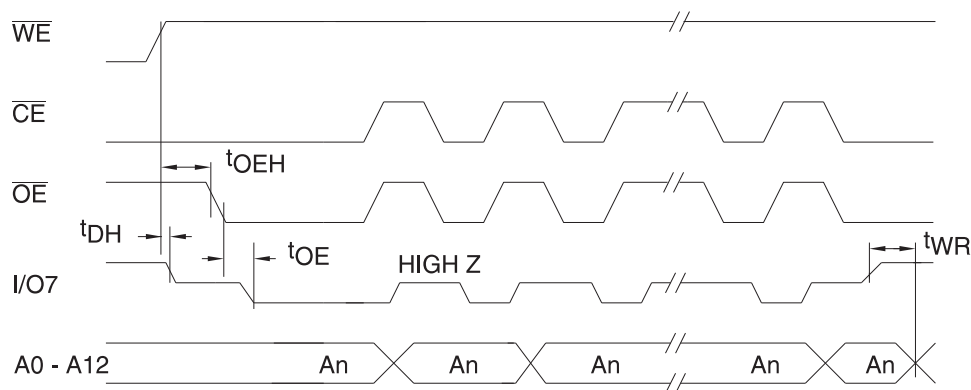 WE
CE
tOEH
OE
tDH
tOE
tWR
HIGH Z
I/O7
A0 - A12 An An An An An